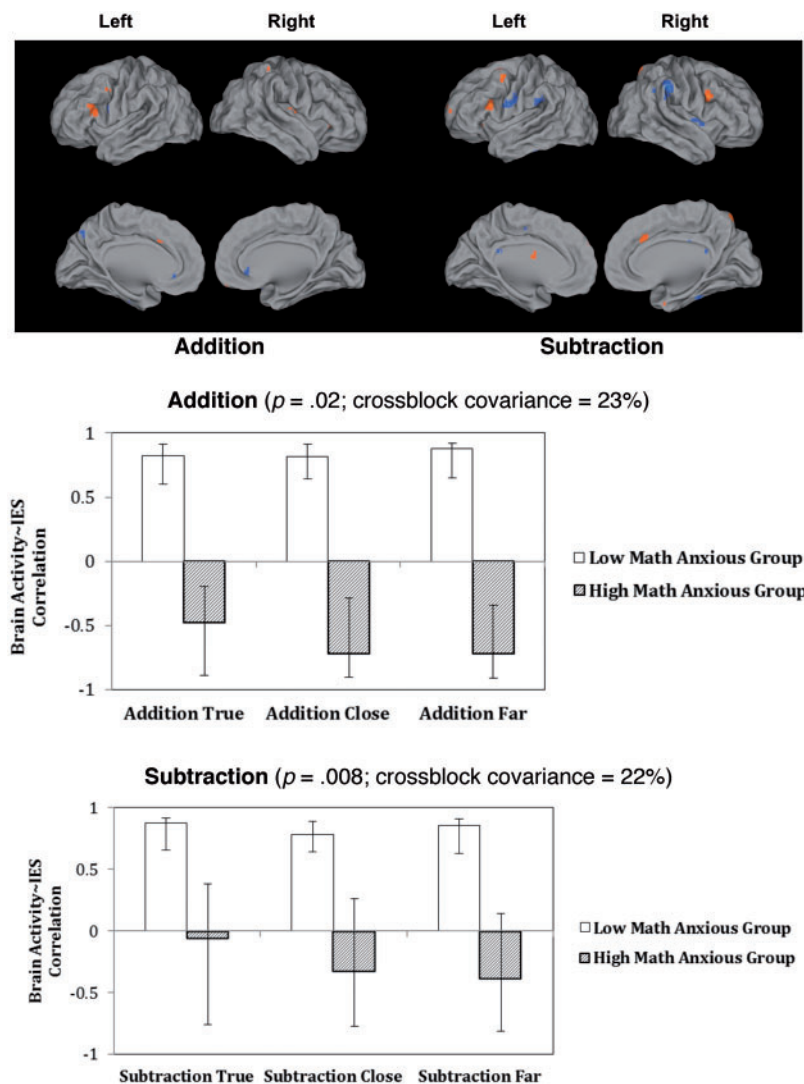 Left Right Left Right
Addition Subtraction
Addition (p = .02; crossblock covariance = 23%)
Brain Activity~IES
Correlation
1
0.5
0
-0.5
-1
Addition True Addition Close Addition Far
Low Math Anxious Group
High Math Anxious Group
Subtraction (p = .008; crossblock covariance = 22%)
Brain Activity~IES
Correlation
1
0.5
0
-0.5
-1
Subtraction True Subtraction Close Subtraction Far
Low Math Anxious Group
High Math Anxious Group